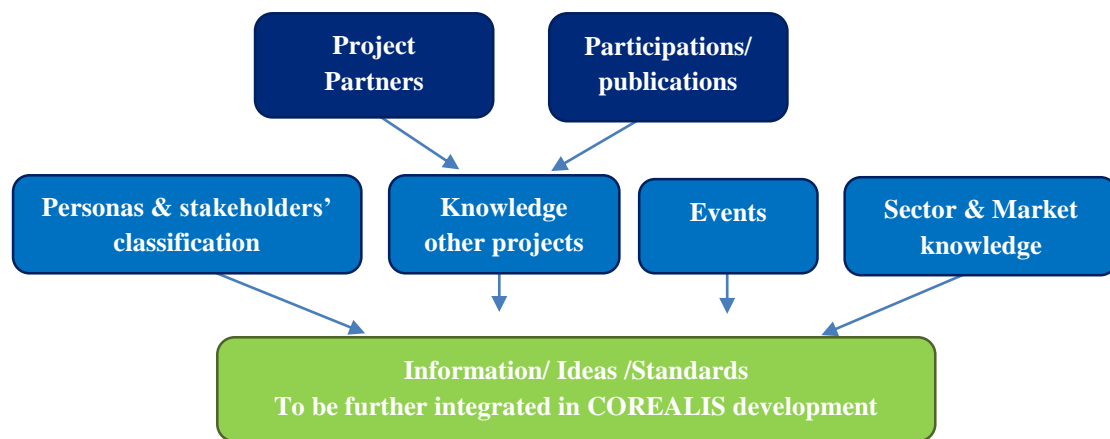 Project
Partners
Participations/
publications
Personas & stakeholders’
classification
Knowledge
other projects
Events
Sector & Market
knowledge
Information/ Ideas /Standards
To be further integrated in COREALIS development